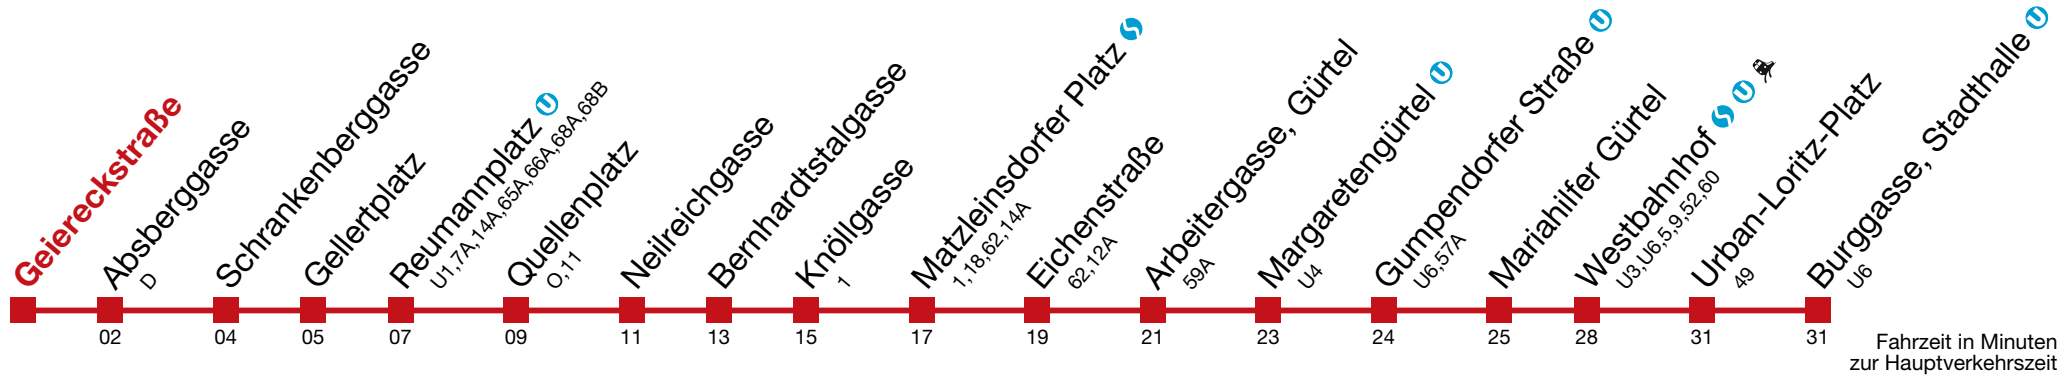 Geiereckstraße
Absberggasse
D
Schrankenberggasse
Gellertplatz
Reumannplatz U
U1,7A,14A,65A,66A,68A,68B
Quellenplatz
O,11
Neilreichgasse
Bernhardtstalgasse
Knöllgasse
1
Matzleinsdorfer Platz S
1,18,62,14A
Eichenstraße
62,12A
Arbeitergasse, Gürtel
59A
Margaretengürtel U
U4
Gumpendorfer Straße U
U6,57A
Mariahilfer Gürtel
Westbahnhof S U
U3,U6,5,9,52,60
Urban-Loritz-Platz
49
Burggasse, Stadthalle U
U6
02 04 05 07 09 11 13 15 17 19 21 23 24 25 28 31 31
Fahrzeit in Minuten
zur Hauptverkehrszeit